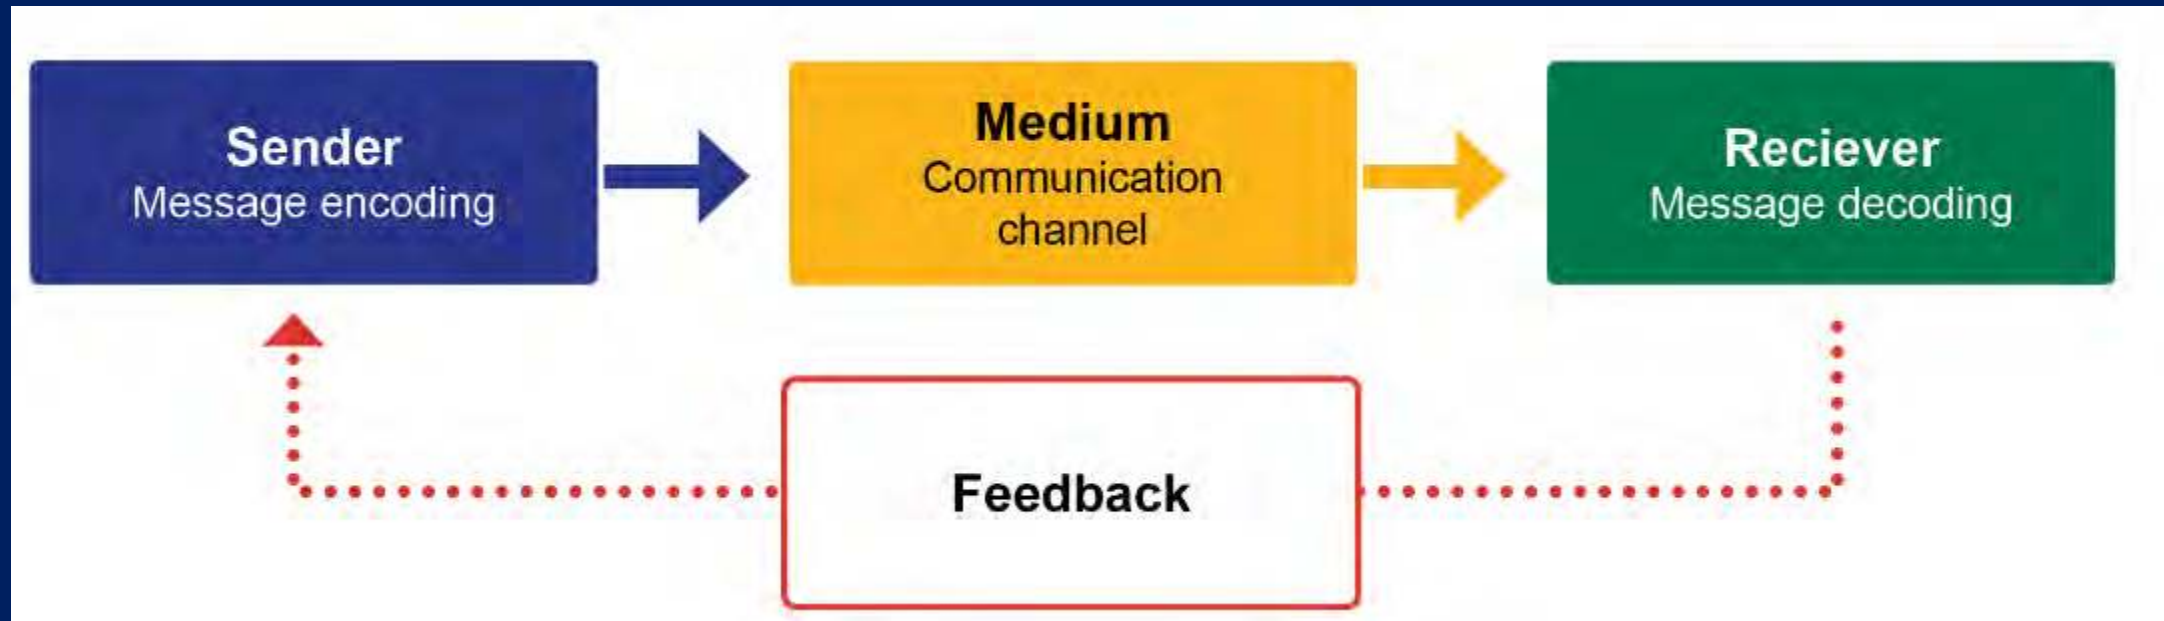 Sender
Message encoding
Medium
Communication
channel
Reciever
Message decoding
Feedback